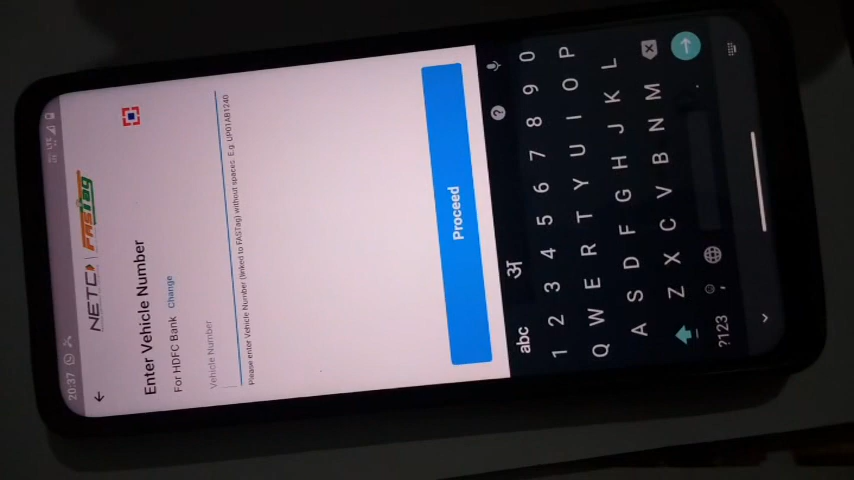 20:37
NETC FASTag
Enter Vehicle Number
For HDFC Bank Change
Vehicle Number
Please enter Vehicle Number (linked to FASTag) without spaces. E.g. UP01AB1240
Proceed
abc अ
1 2 3 4 5 6 7 8 9 0
Q W E R T Y U I O P
A S D F G H J K L
Z X C V B N M
?123 , .